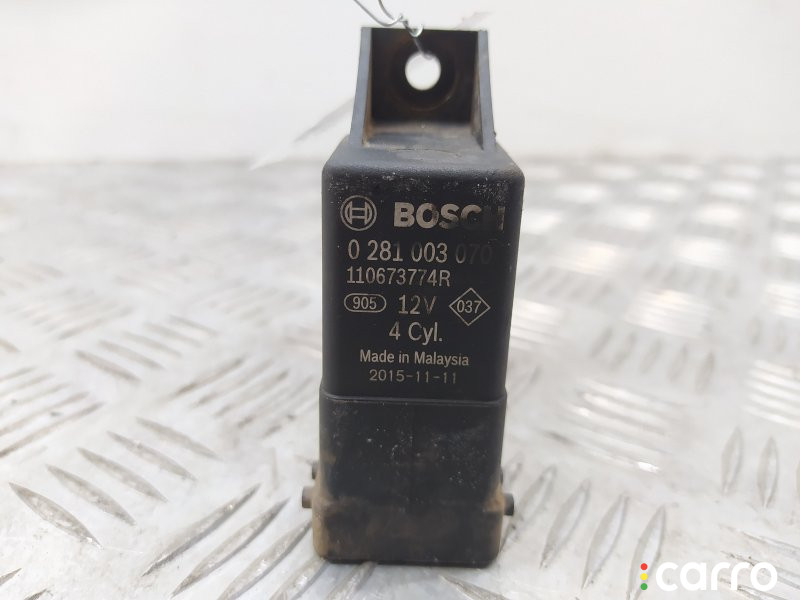 BOSCH
0 281 003 070
110673774R
905 12V 037
4 Cyl.
Made in Malaysia
2015-11-11
carro